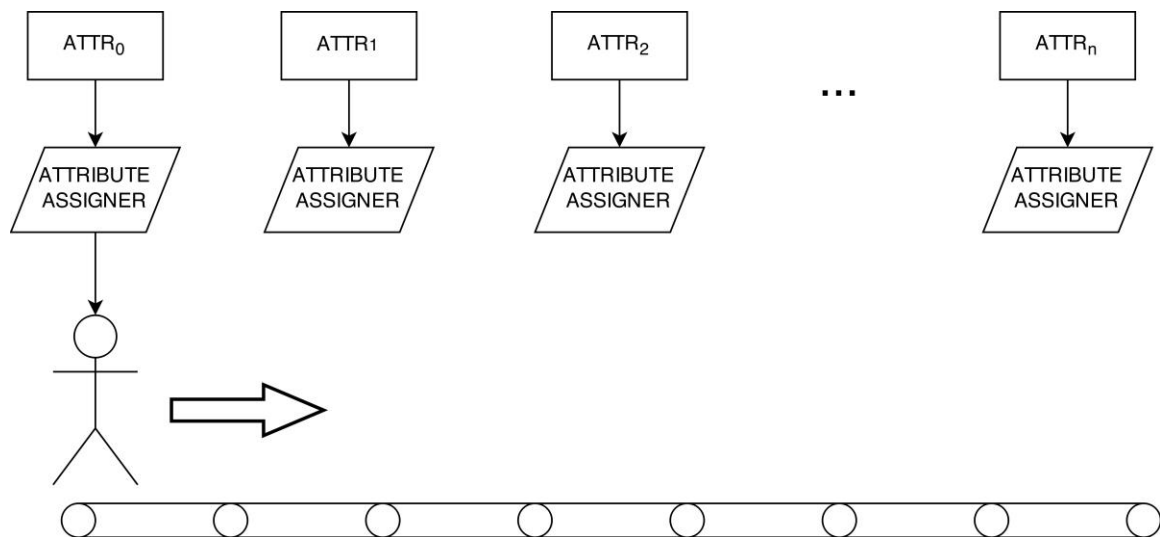 ATTR₀
ATTR1
ATTR₂
...
ATTRₙ
ATTRIBUTE
ASSIGNER
ATTRIBUTE
ASSIGNER
ATTRIBUTE
ASSIGNER
ATTRIBUTE
ASSIGNER